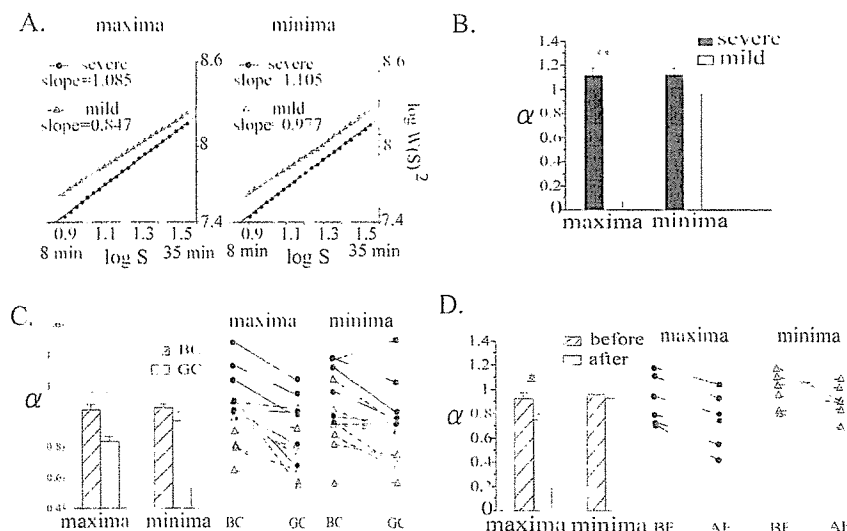 A.
maxima
minima
severe
slope=1.085
mild
slope=0.847
8.6
8
7.4
severe
slope 1.105
mild
slope 0.977
8.6
8
7.4
log W(S)^2
0.9 1.1 1.3 1.5
8 min log S 35 min
0.9 1.1 1.3 1.5
8 min log S 35 min
B.
severe
mild
1.4
1.2
1
0.8
0.6
0.4
0.2
0
α
maxima minima
C.
BC
GC
α
maxima minima
maxima minima
BC GC BC GC
D.
before
after
1.4
1.2
1
0.8
0.6
0.4
0.2
0
α
maxima minima
maxima minima